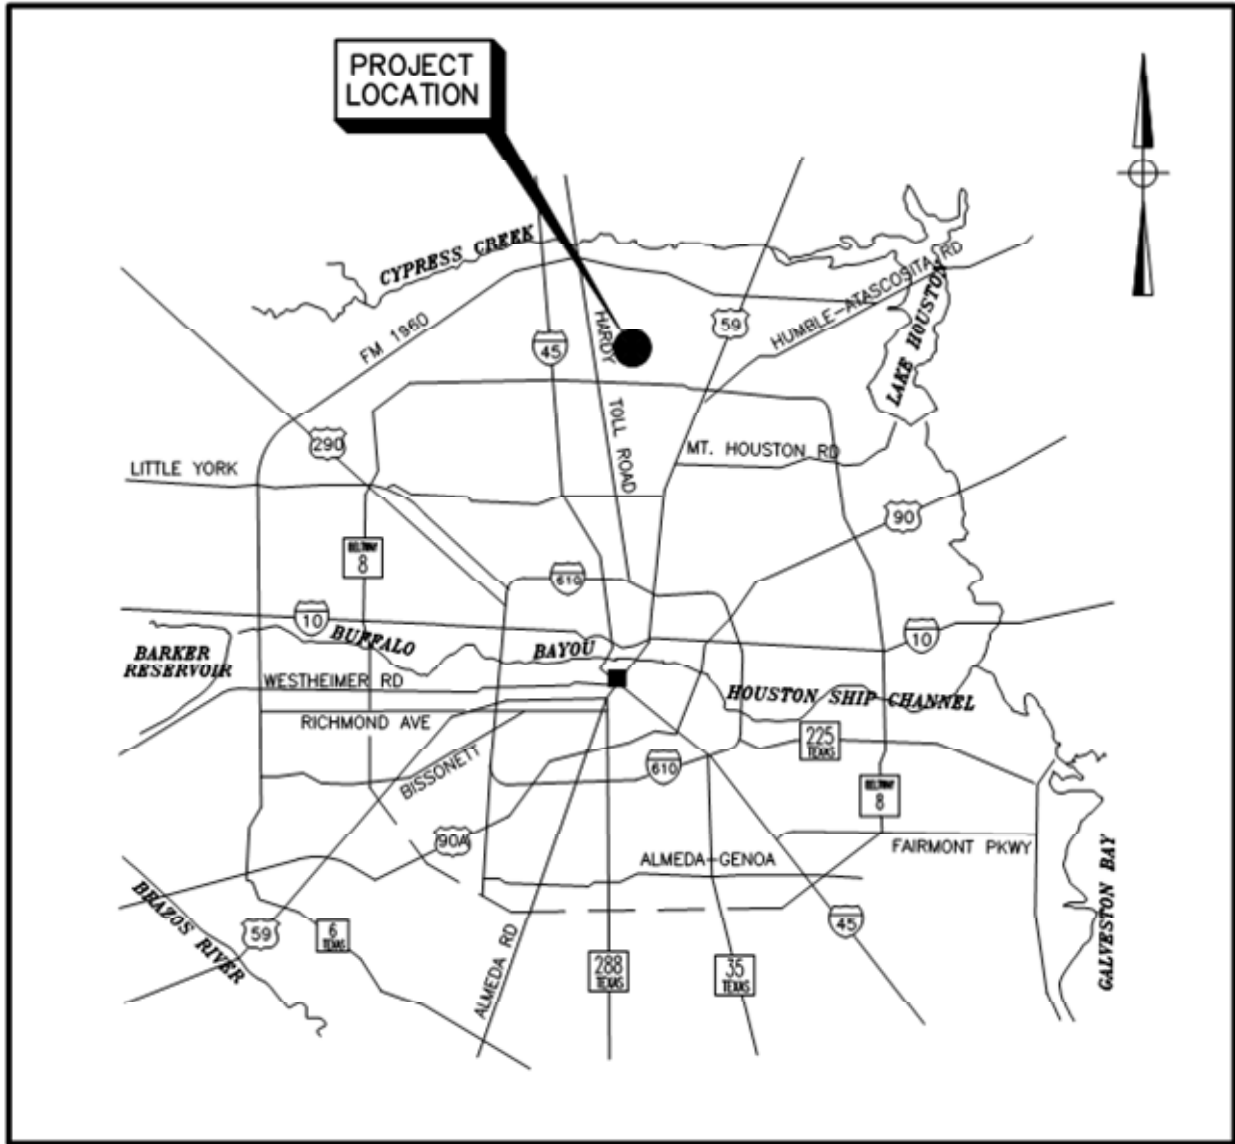 PROJECT
LOCATION
CYPRESS CREEK
HUMBLE-ATASCOSITA RD
LAKE HOUSTON
FM 1960
HARDY
TOLL ROAD
45
59
290
MT. HOUSTON RD
LITTLE YORK
90
BELTWAY
8
610
10
BUFFALO
BAYOU
10
BARKER
RESERVOIR
WESTHEIMER RD
HOUSTON SHIP CHANNEL
RICHMOND AVE
225
TEXAS
BISSONETT
610
BELTWAY
8
90A
ALMEDA-GENOA
FAIRMONT PKWY
GALVESTON BAY
BRAZOS RIVER
59
6
TEXAS
ALMEDA RD
288
TEXAS
35
TEXAS
45